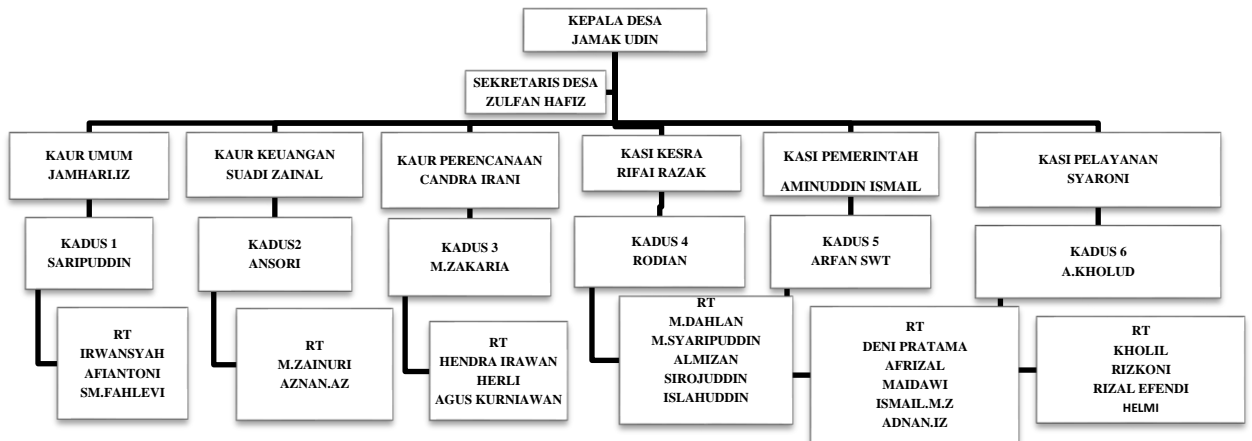 KEPALA DESA
JAMAK UDIN
SEKRETARIS DESA
ZULFAN HAFIZ
KAUR UMUM
JAMHARI.IZ
KAUR KEUANGAN
SUADI ZAINAL
KAUR PERENCANAAN
CANDRA IRANI
KASI KESRA
RIFAI RAZAK
KASI PEMERINTAH
AMINUDDIN ISMAIL
KASI PELAYANAN
SYARONI
KADUS 1
SARIPUDDIN
KADUS2
ANSORI
KADUS 3
M.ZAKARIA
KADUS 4
RODIAN
KADUS 5
ARFAN SWT
KADUS 6
A.KHOLUD
RT
IRWANSYAH
AFIANTONI
SM.FAHLEVI
RT
M.ZAINURI
AZNAN.AZ
RT
HENDRA IRAWAN
HERLI
AGUS KURNIAWAN
RT
M.DAHLAN
M.SYARIPUDDIN
ALMIZAN
SIROJUDDIN
ISLAHUDDIN
RT
DENI PRATAMA
AFRIZAL
MAIDAWI
ISMAIL.M.Z
ADNAN.IZ
RT
KHOLIL
RIZKONI
RIZAL EFENDI
HELMI